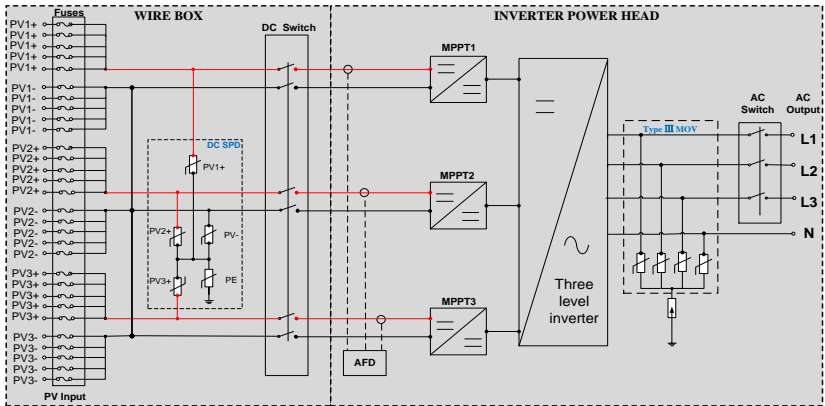 Fuses
WIRE BOX
DC Switch
INVERTER POWER HEAD
PV1+
PV1+
PV1+
PV1+
PV1+
PV1-
PV1-
PV1-
PV1-
PV1-
PV2+
PV2+
PV2+
PV2+
PV2+
PV2-
PV2-
PV2-
PV2-
PV2-
PV3+
PV3+
PV3+
PV3+
PV3+
PV3-
PV3-
PV3-
PV3-
PV3-
PV Input
DC SPD
PV1+
PV2+
PV-
PV3+
PE
AFD
MPPT1
MPPT2
MPPT3
Three
level
inverter
Type III MOV
AC
Switch
AC
Output
L1
L2
L3
N